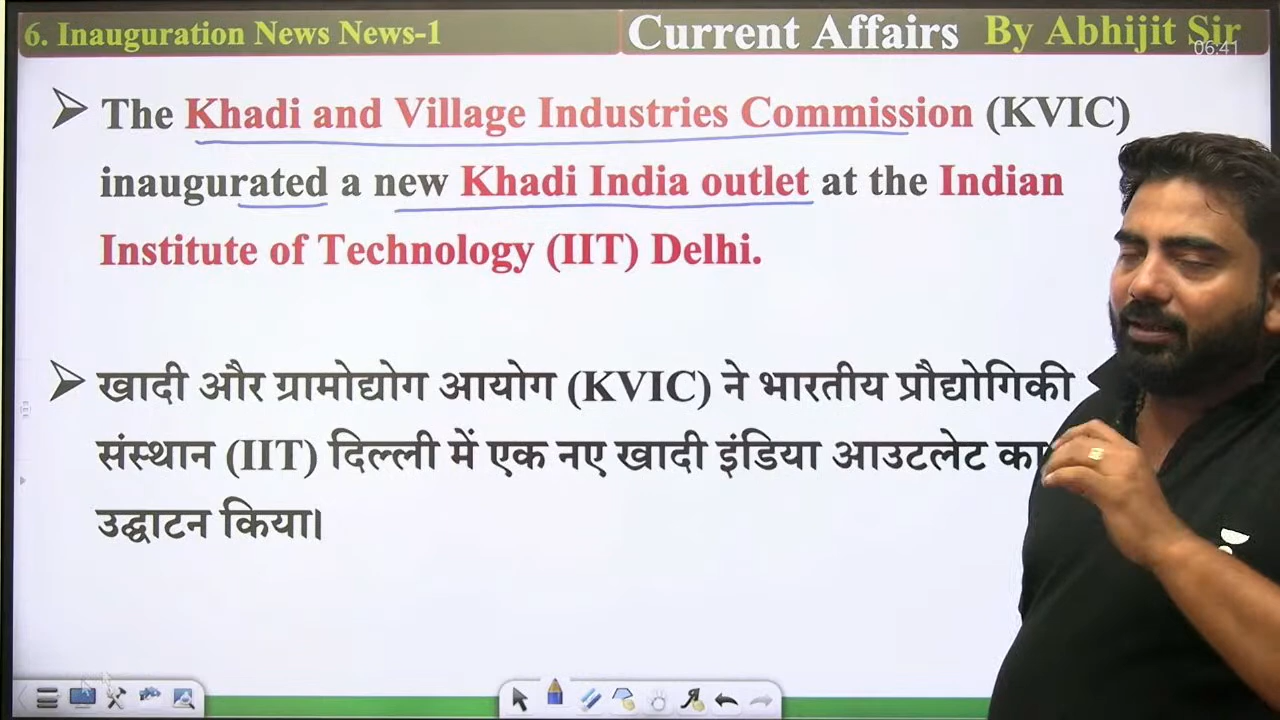 6. Inauguration News News-1
Current Affairs By Abhijit Sir
06:41
The Khadi and Village Industries Commission (KVIC)
inaugurated a new Khadi India outlet at the Indian
Institute of Technology (IIT) Delhi.
खादी और ग्रामोद्योग आयोग (KVIC) ने भारतीय प्रौद्योगिकी
संस्थान (IIT) दिल्ली में एक नए खादी इंडिया आउटलेट का
उद्घाटन किया।